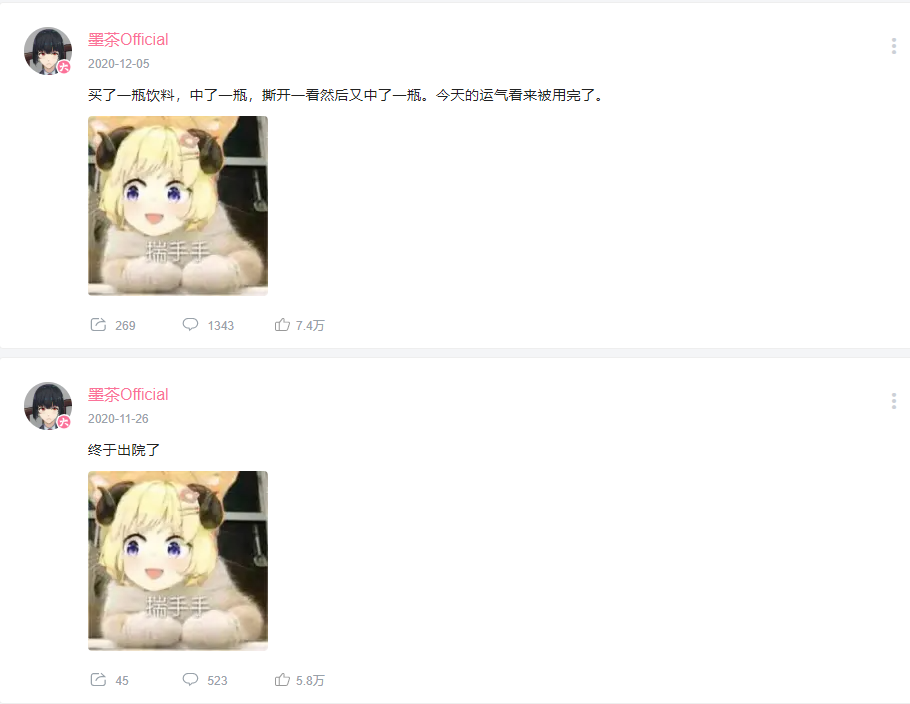 墨茶Official
大
2020-12-05
买了一瓶饮料，中了一瓶，撕开一看然后又中了一瓶。今天的运气看来被用完了。
揣手手
269 1343 7.4万
墨茶Official
大
2020-11-26
终于出院了
揣手手
45 523 5.8万